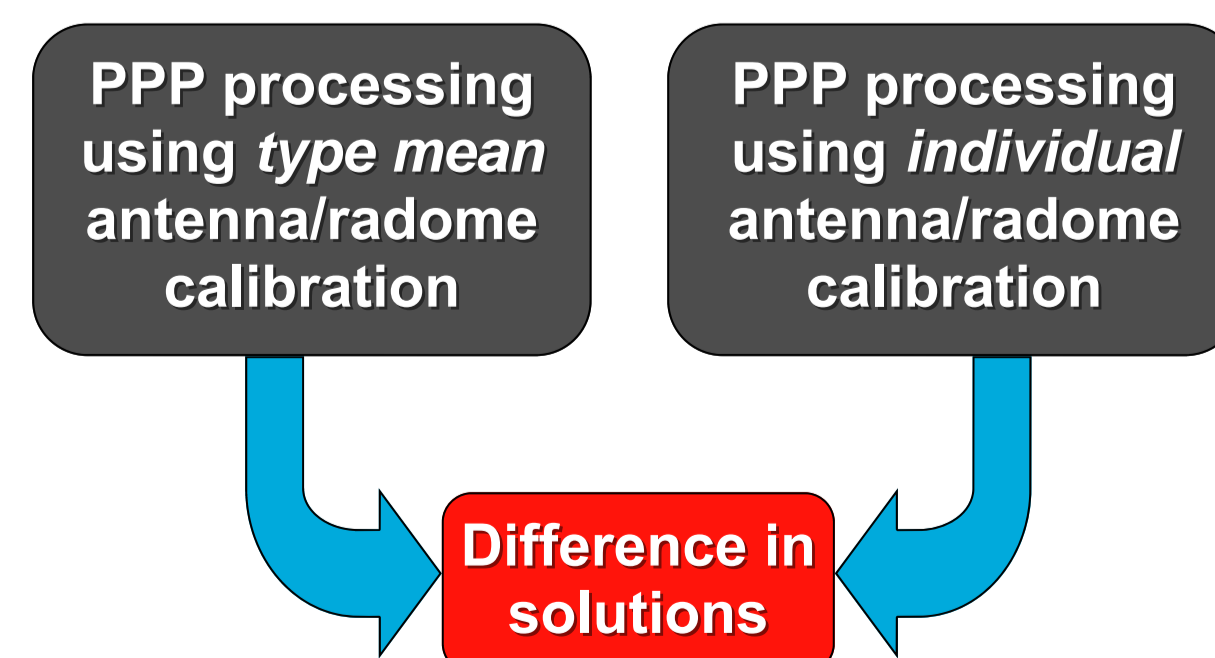 PPP processing
using type mean
antenna/radome
calibration
PPP processing
using individual
antenna/radome
calibration
Difference in
solutions